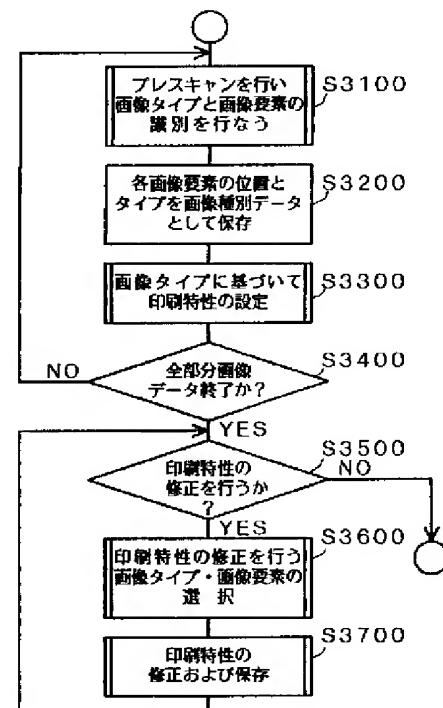 プレスキャンを行い
画像タイプと画像要素の
識別を行なう
S3100
各画像要素の位置と
タイプを画像種別データ
として保存
S3200
画像タイプに基づいて
印刷特性の設定
S3300
全部分画像
データ終了か?
S3400
NO
YES
印刷特性の
修正を行うか
?
S3500
NO
YES
印刷特性の修正を行う
画像タイプ・画像要素の
選択
S3600
印刷特性の
修正および保存
S3700